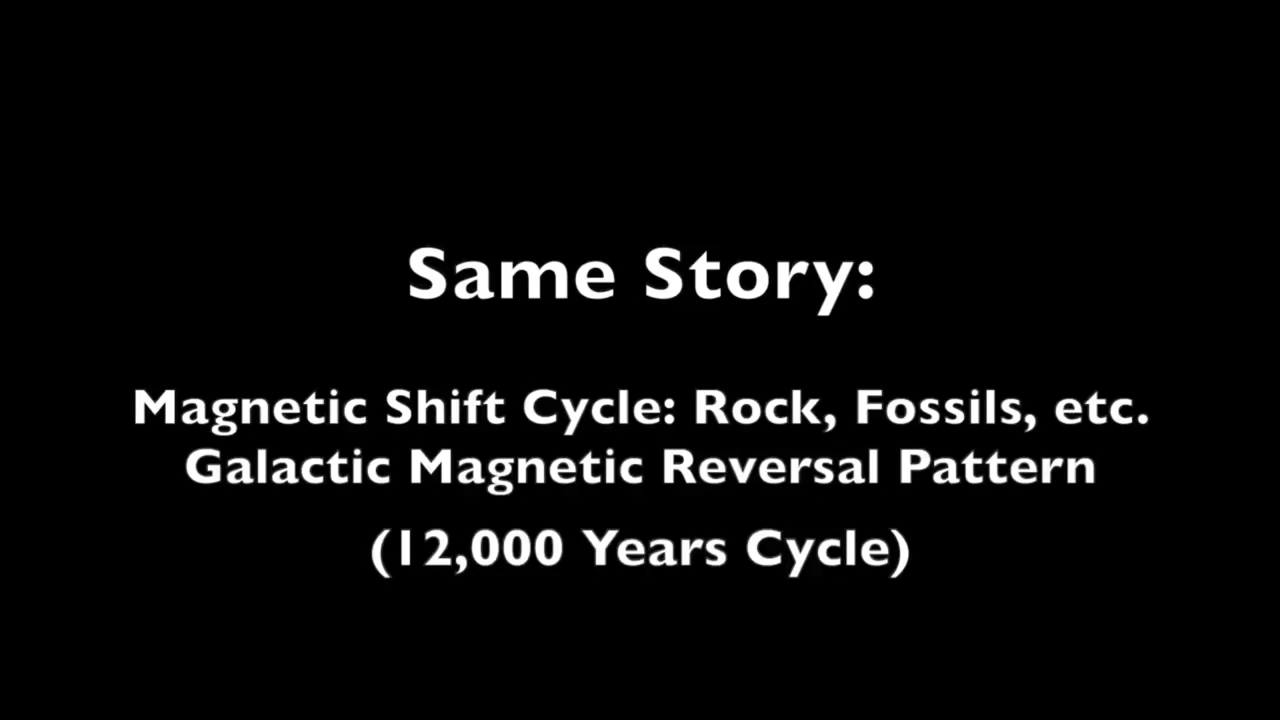 Same Story:
Magnetic Shift Cycle: Rock, Fossils, etc.
Galactic Magnetic Reversal Pattern
(12,000 Years Cycle)